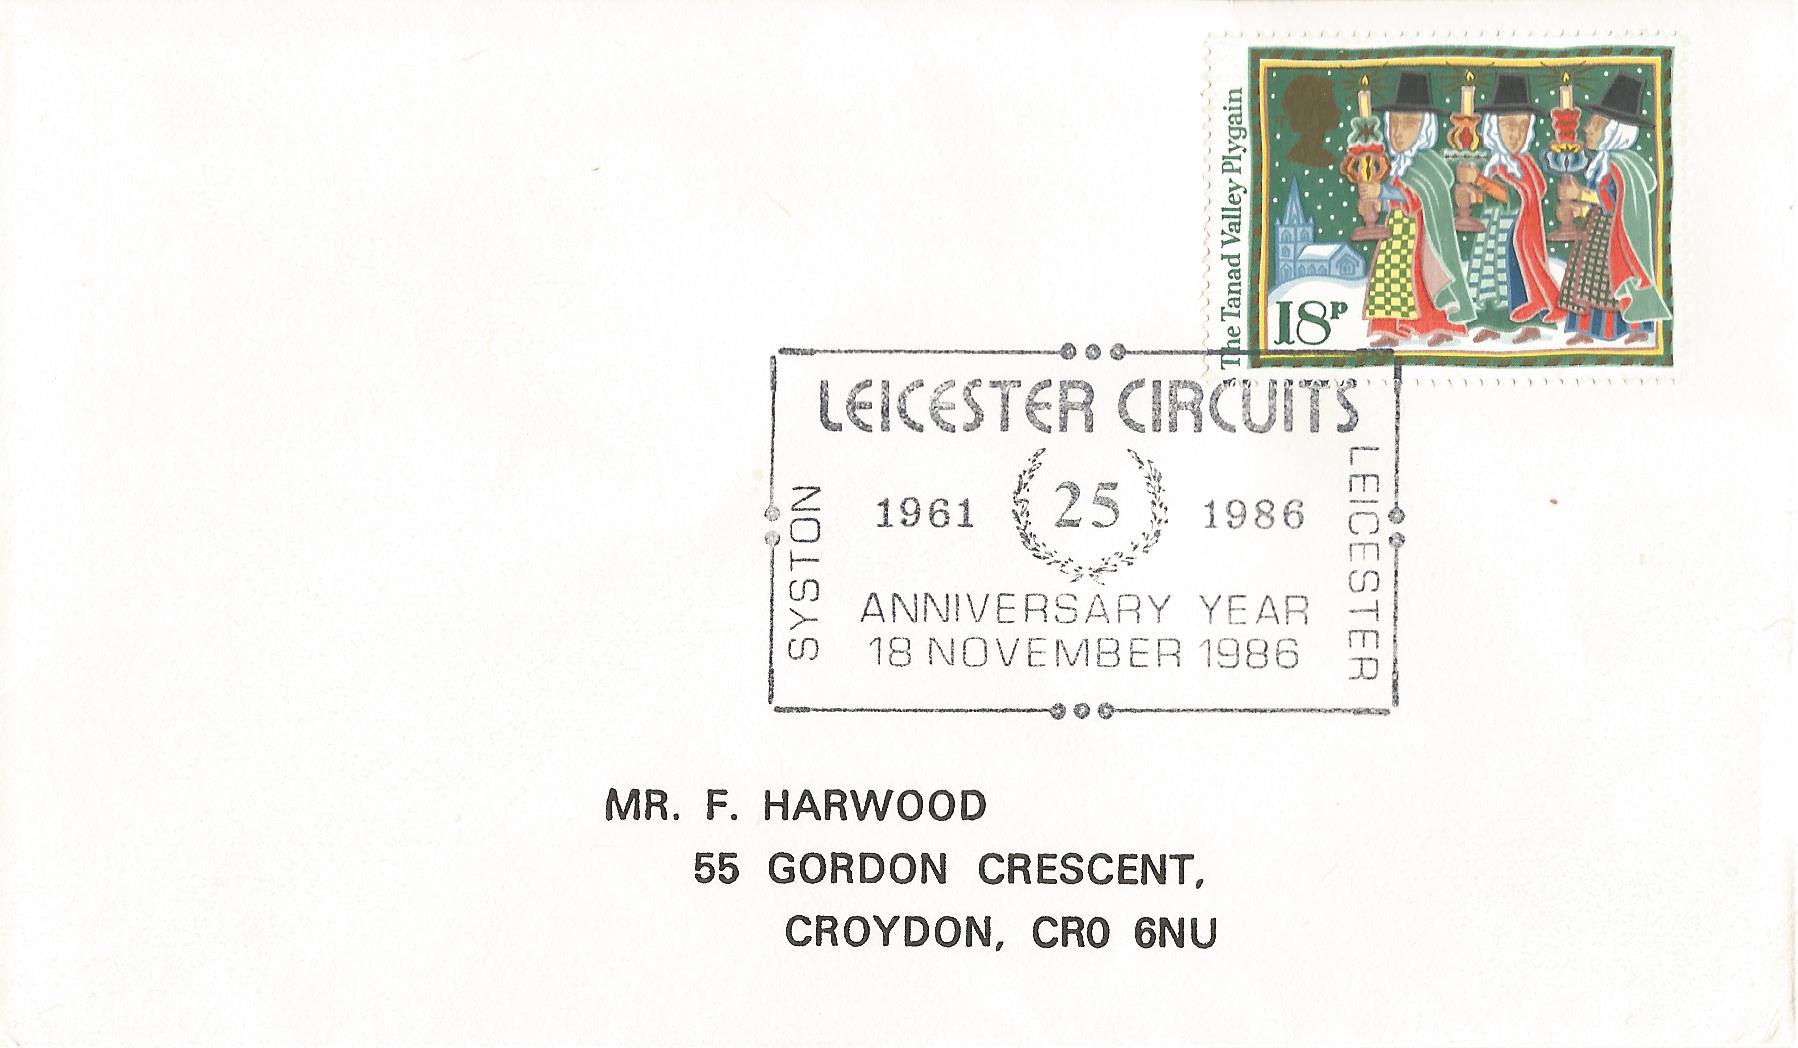 The Tanad Valley Plygain
18P
LEICESTER CIRCUITS
SYSTON
1961 25 1986
LEICESTER
ANNIVERSARY YEAR
18 NOVEMBER 1986
MR. F. HARWOOD
55 GORDON CRESCENT,
CROYDON, CR0 6NU